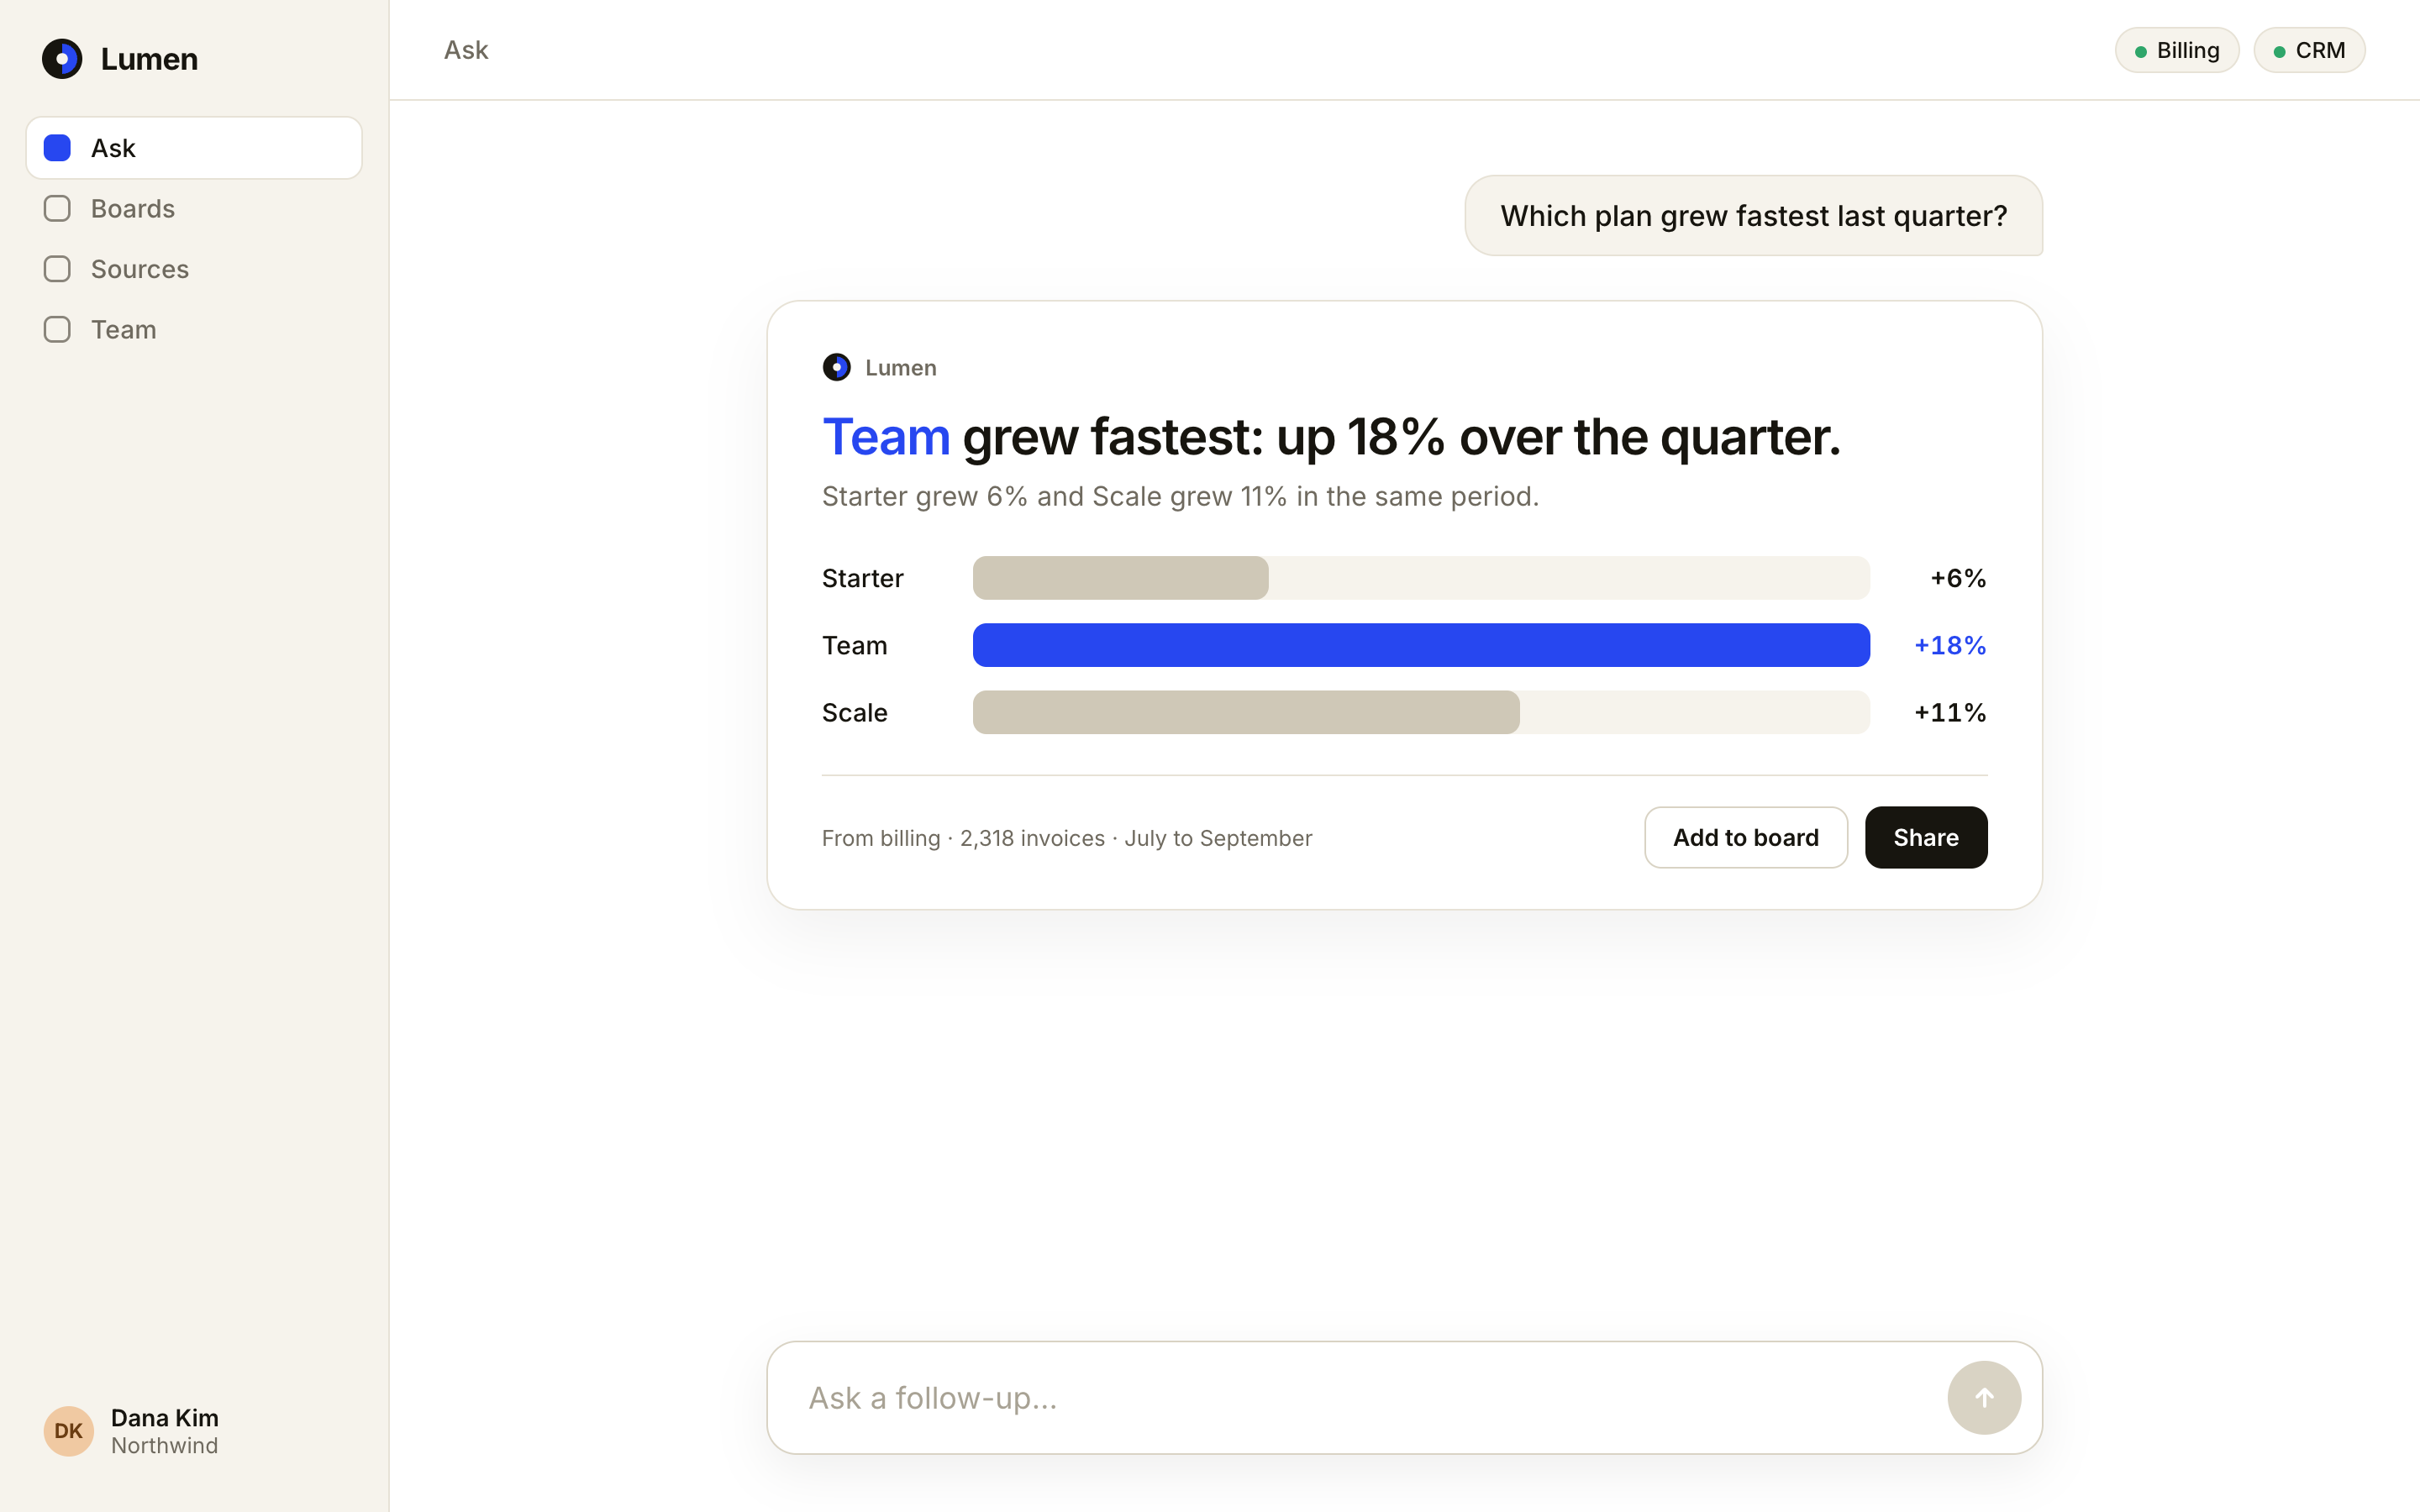 Lumen
Ask
Boards
Sources
Team
DK
Dana Kim
Northwind
Ask
Billing
CRM
Which plan grew fastest last quarter?
Lumen
Team grew fastest: up 18% over the quarter.
Starter grew 6% and Scale grew 11% in the same period.
Starter +6%
Team +18%
Scale +11%
From billing · 2,318 invoices · July to September
Add to board
Share
Ask a follow-up...